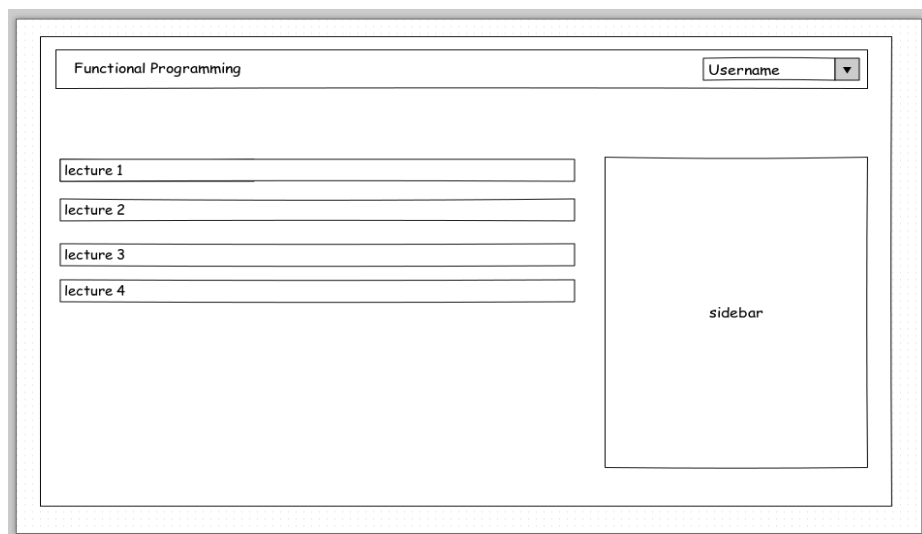 Functional Programming
Username
lecture 1
lecture 2
lecture 3
lecture 4
sidebar